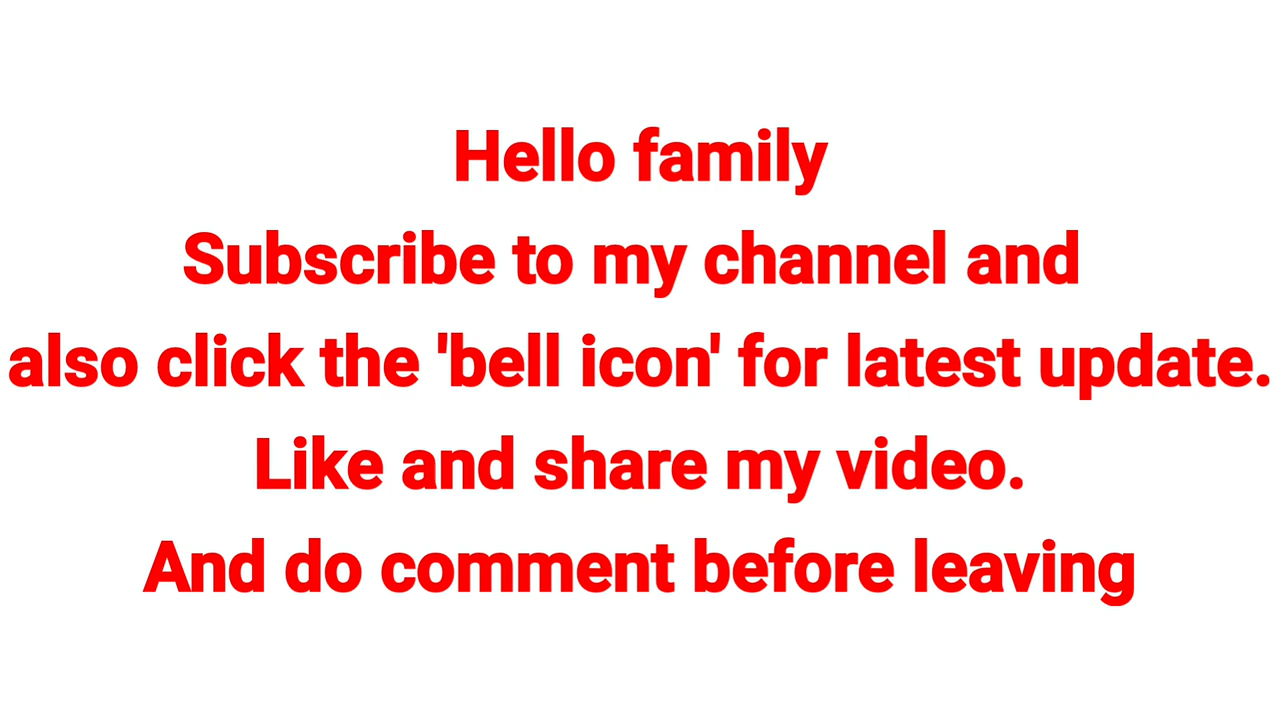 Hello family
Subscribe to my channel and
also click the 'bell icon' for latest update.
Like and share my video.
And do comment before leaving